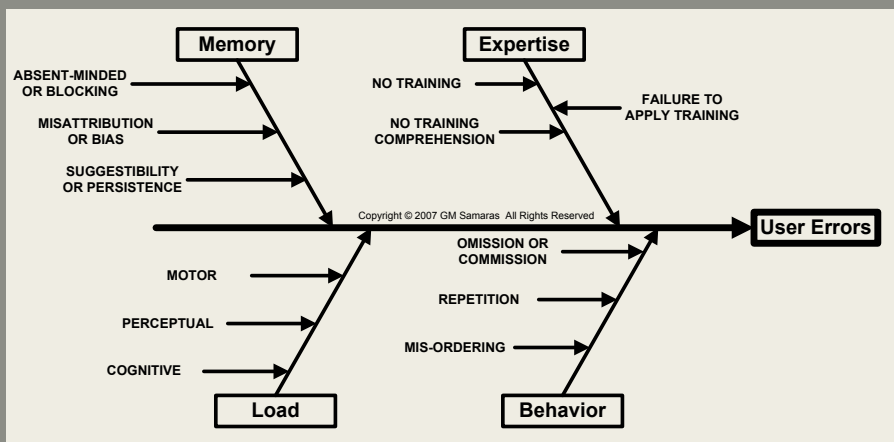 Memory
Expertise
ABSENT-MINDED
OR BLOCKING
NO TRAINING
FAILURE TO
APPLY TRAINING
MISATTRIBUTION
OR BIAS
NO TRAINING
COMPREHENSION
SUGGESTIBILITY
OR PERSISTENCE
Copyright © 2007 GM Samaras All Rights Reserved
User Errors
OMISSION OR
COMMISSION
MOTOR
REPETITION
PERCEPTUAL
MIS-ORDERING
COGNITIVE
Load
Behavior